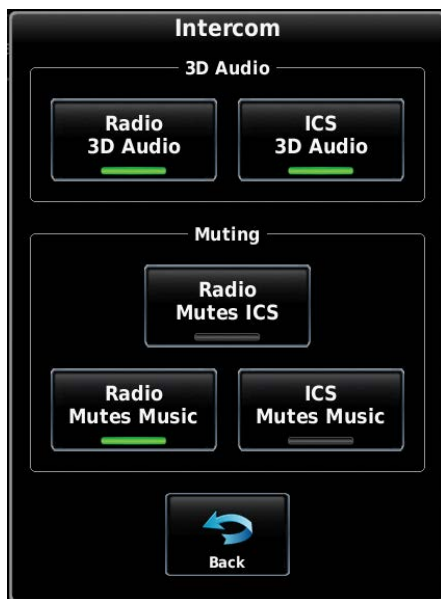 Intercom
3D Audio
Radio
3D Audio
ICS
3D Audio
Muting
Radio
Mutes ICS
Radio
Mutes Music
ICS
Mutes Music
Back